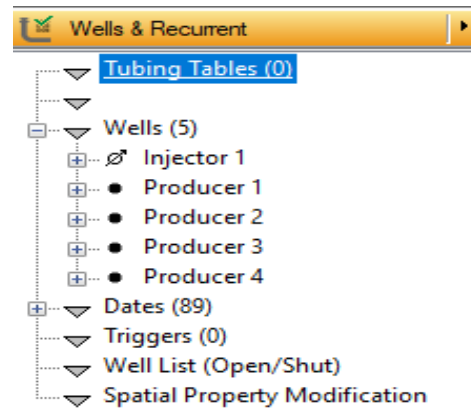 Wells & Recurrent
Tubing Tables (0)
Wells (5)
Injector 1
Producer 1
Producer 2
Producer 3
Producer 4
Dates (89)
Triggers (0)
Well List (Open/Shut)
Spatial Property Modification